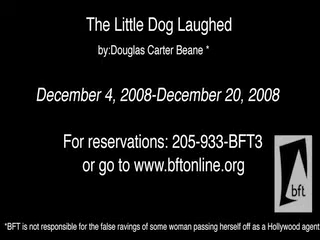 The Little Dog Laughed
by:Douglas Carter Beane *
December 4, 2008-December 20, 2008
For reservations: 205-933-BFT3
or go to www.bftonline.org
bft
*BFT is not responsible for the false ravings of some woman passing herself off as a Hollywood agent